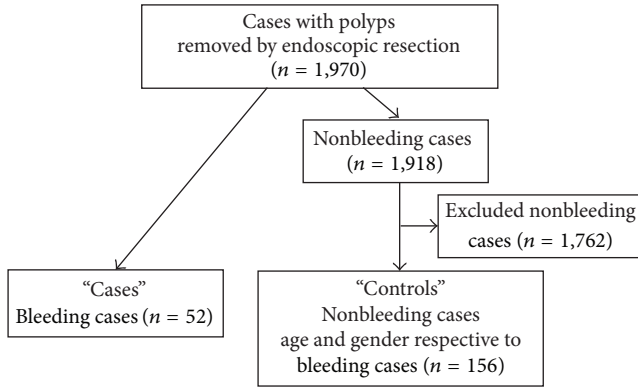 Cases with polyps
removed by endoscopic resection
(n = 1,970)
Nonbleeding cases
(n = 1,918)
Excluded nonbleeding
cases (n = 1,762)
“Cases”
Bleeding cases (n = 52)
“Controls”
Nonbleeding cases
age and gender respective to
bleeding cases (n = 156)